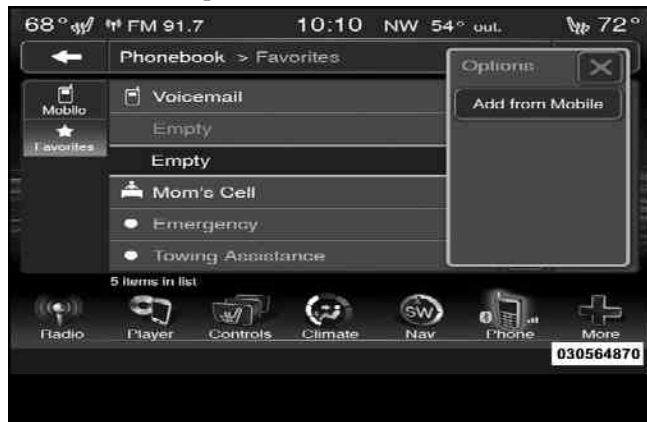 68° FM 91.7 10:10 NW 54° out. 72°
Phonebook > Favorites
Options
Mobile
Voicemail
Add from Mobile
Empty
Favorites
Empty
Mom's Cell
Emergency
Towing Assistance
5 items in list
SW
Radio Player Controls Climate Nav Phone More
030564870